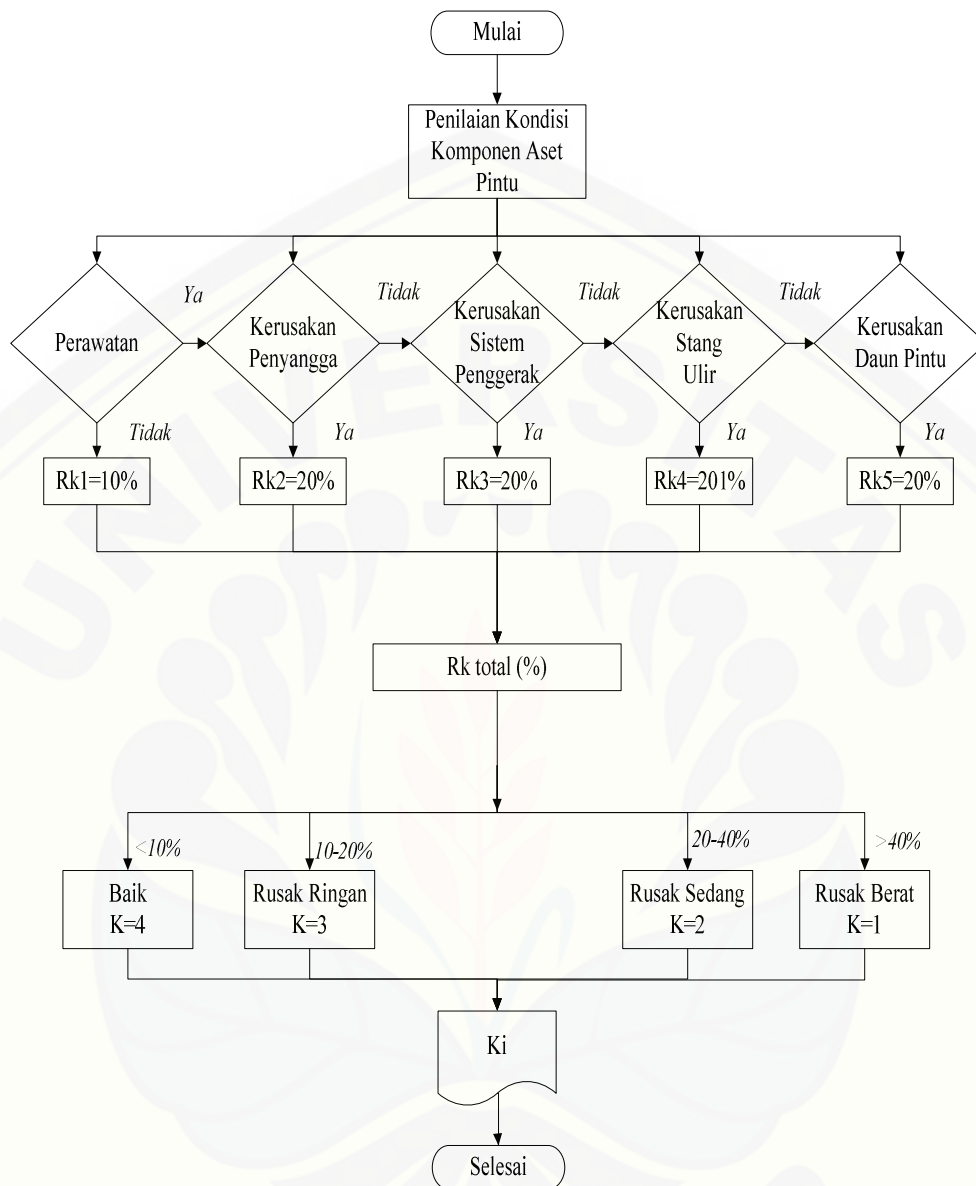 Mulai
Penilaian Kondisi
Komponen Aset
Pintu
Perawatan
Ya
Kerusakan
Penyangga
Tidak
Kerusakan
Sistem
Penggerak
Tidak
Kerusakan
Stang
Ulir
Tidak
Kerusakan
Daun Pintu
Tidak
Ya
Ya
Ya
Ya
Rk1=10%
Rk2=20%
Rk3=20%
Rk4=201%
Rk5=20%
Rk total (%)
<10%
10-20%
20-40%
>40%
Baik
K=4
Rusak Ringan
K=3
Rusak Sedang
K=2
Rusak Berat
K=1
Ki
Selesai
UNIVERSITAS